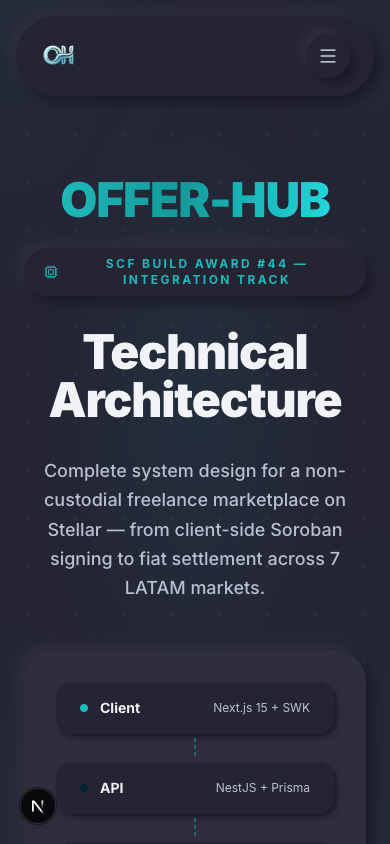 OH
OFFER-HUB
SCF BUILD AWARD #44 —
INTEGRATION TRACK
Technical
Architecture
Complete system design for a non-
custodial freelance marketplace on
Stellar — from client-side Soroban
signing to fiat settlement across 7
LATAM markets.
Client Next.js 15 + SWK
API NestJS + Prisma
N